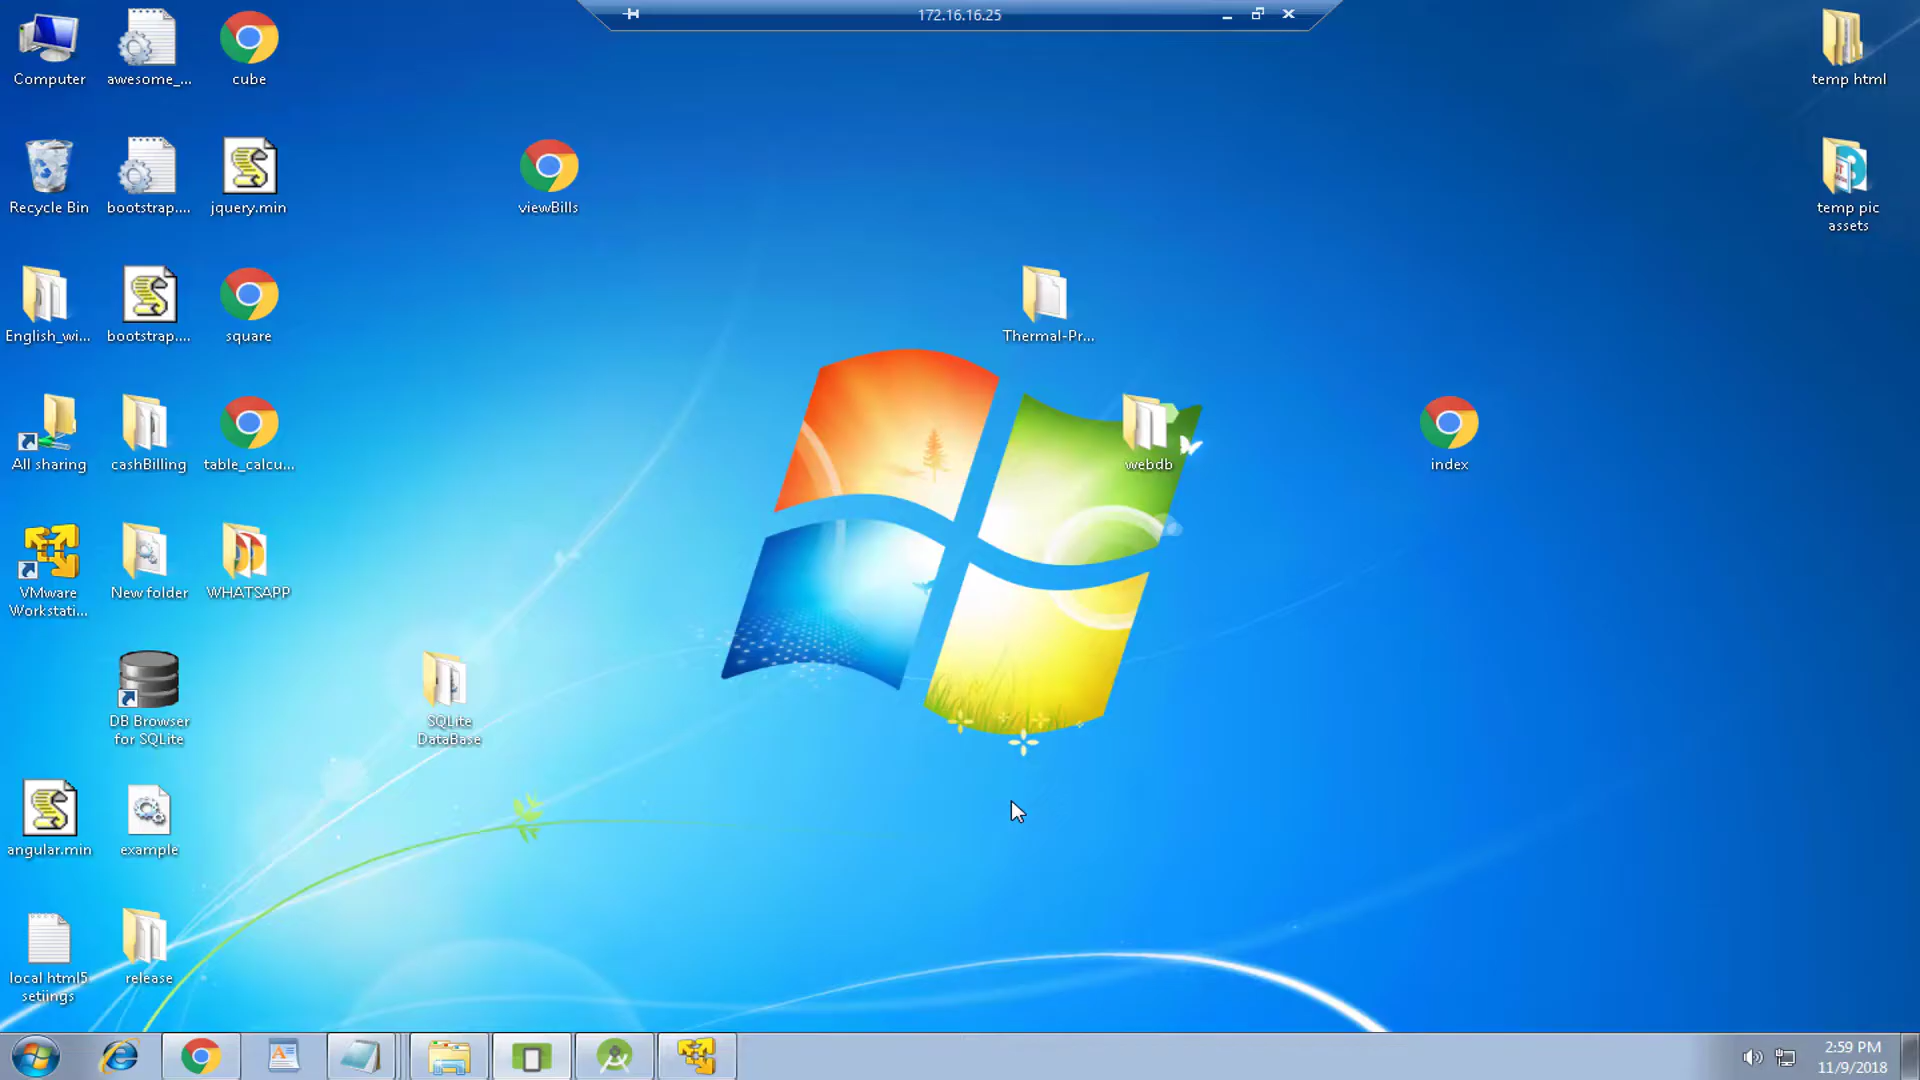 172.16.16.25
Computer
awesome_...
cube
temp html
Recycle Bin
bootstrap....
jquery.min
viewBills
temp pic
assets
English_wi...
bootstrap....
square
Thermal-Pr...
All sharing
cashBilling
table_calcu...
webdb
index
VMware
Workstati...
New folder
WHATSAPP
DB Browser
for SQLite
SQLite
DataBase
angular.min
example
local html5
setiings
release
2:59 PM
11/9/2018